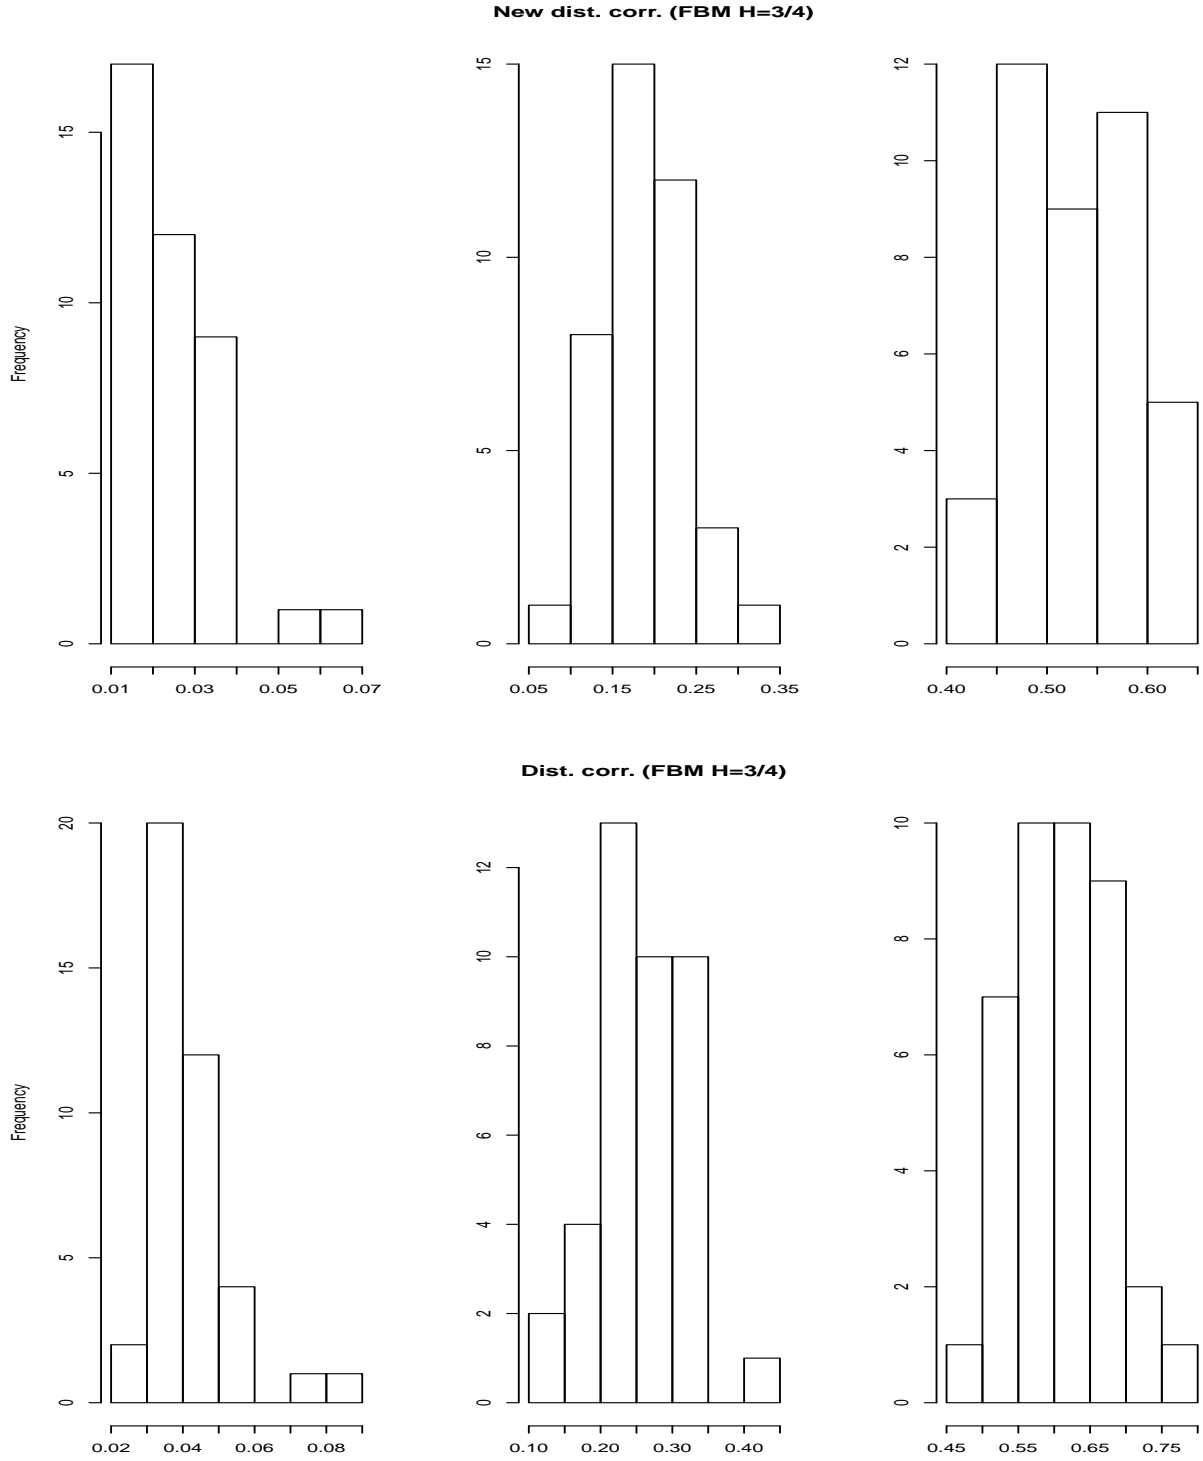 New dist. corr. (FBM H=3/4)
Frequency
0 5 10 15
0.01 0.03 0.05 0.07
0 5 10 15
0.05 0.15 0.25 0.35
0 2 4 6 8 10 12
0.40 0.50 0.60
Dist. corr. (FBM H=3/4)
Frequency
0 5 10 15 20
0.02 0.04 0.06 0.08
0 2 4 6 8 10 12
0.10 0.20 0.30 0.40
0 2 4 6 8 10
0.45 0.55 0.65 0.75